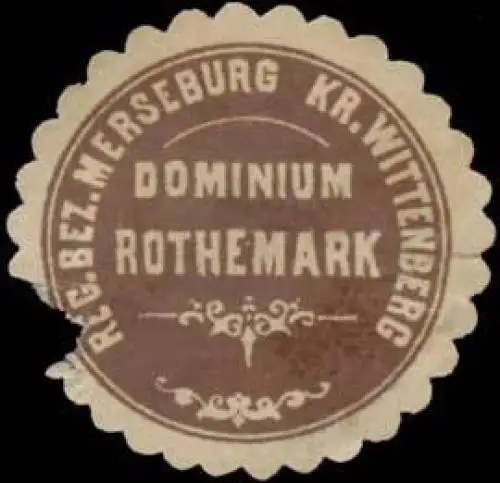 REG. BEZ. MERSEBURG KR. WITTENBERG
DOMINIUM
ROTHEMARK